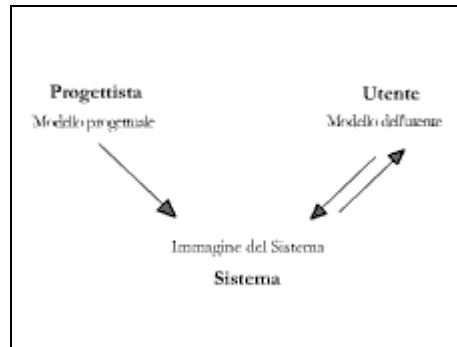 Progettista
Modello progettuale
Utente
Modello dell'utente
Immagine del Sistema
Sistema